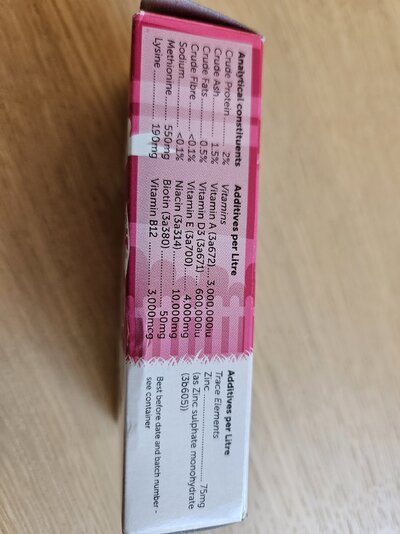 Analytical constituents
Crude Protein ............. 2%
Crude Ash ............. 1.5%
Crude Fats ............. 0.5%
Crude Fibre ............. <0.1%
Sodium ............. <0.1%
Methionine ............. 550mg
Lysine ............. 190mg
Additives per Litre
Vitamins
Vitamin A (3a672) .. 3,000,000iu
Vitamin D3 (3a671) .... 600,000iu
Vitamin E (3a700) ........... 4,000mg
Niacin (3a314) ............. 10,000mg
Biotin (3a380) ............. 50mg
Vitamin B12 ............. 3,000mcg
Additives per Litre
Trace Elements
Zinc ............................ 75mg
(as Zinc sulphate monohydrate
(3b605))
Best before date and batch number -
see container